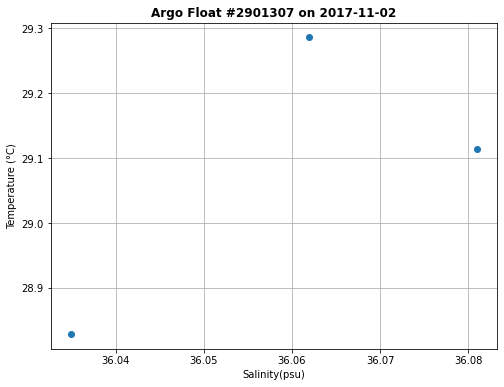 Argo Float #2901307 on 2017-11-02
29.3
29.2
29.1
29.0
28.9
Temperature (°C)
36.04 36.05 36.06 36.07 36.08
Salinity(psu)